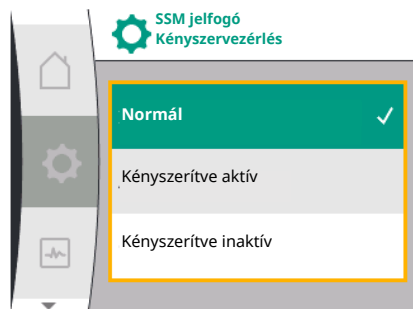 SSM jelfogó
Kényszervezérlés
Normál
Kényszerítve aktív
Kényszerítve inaktív